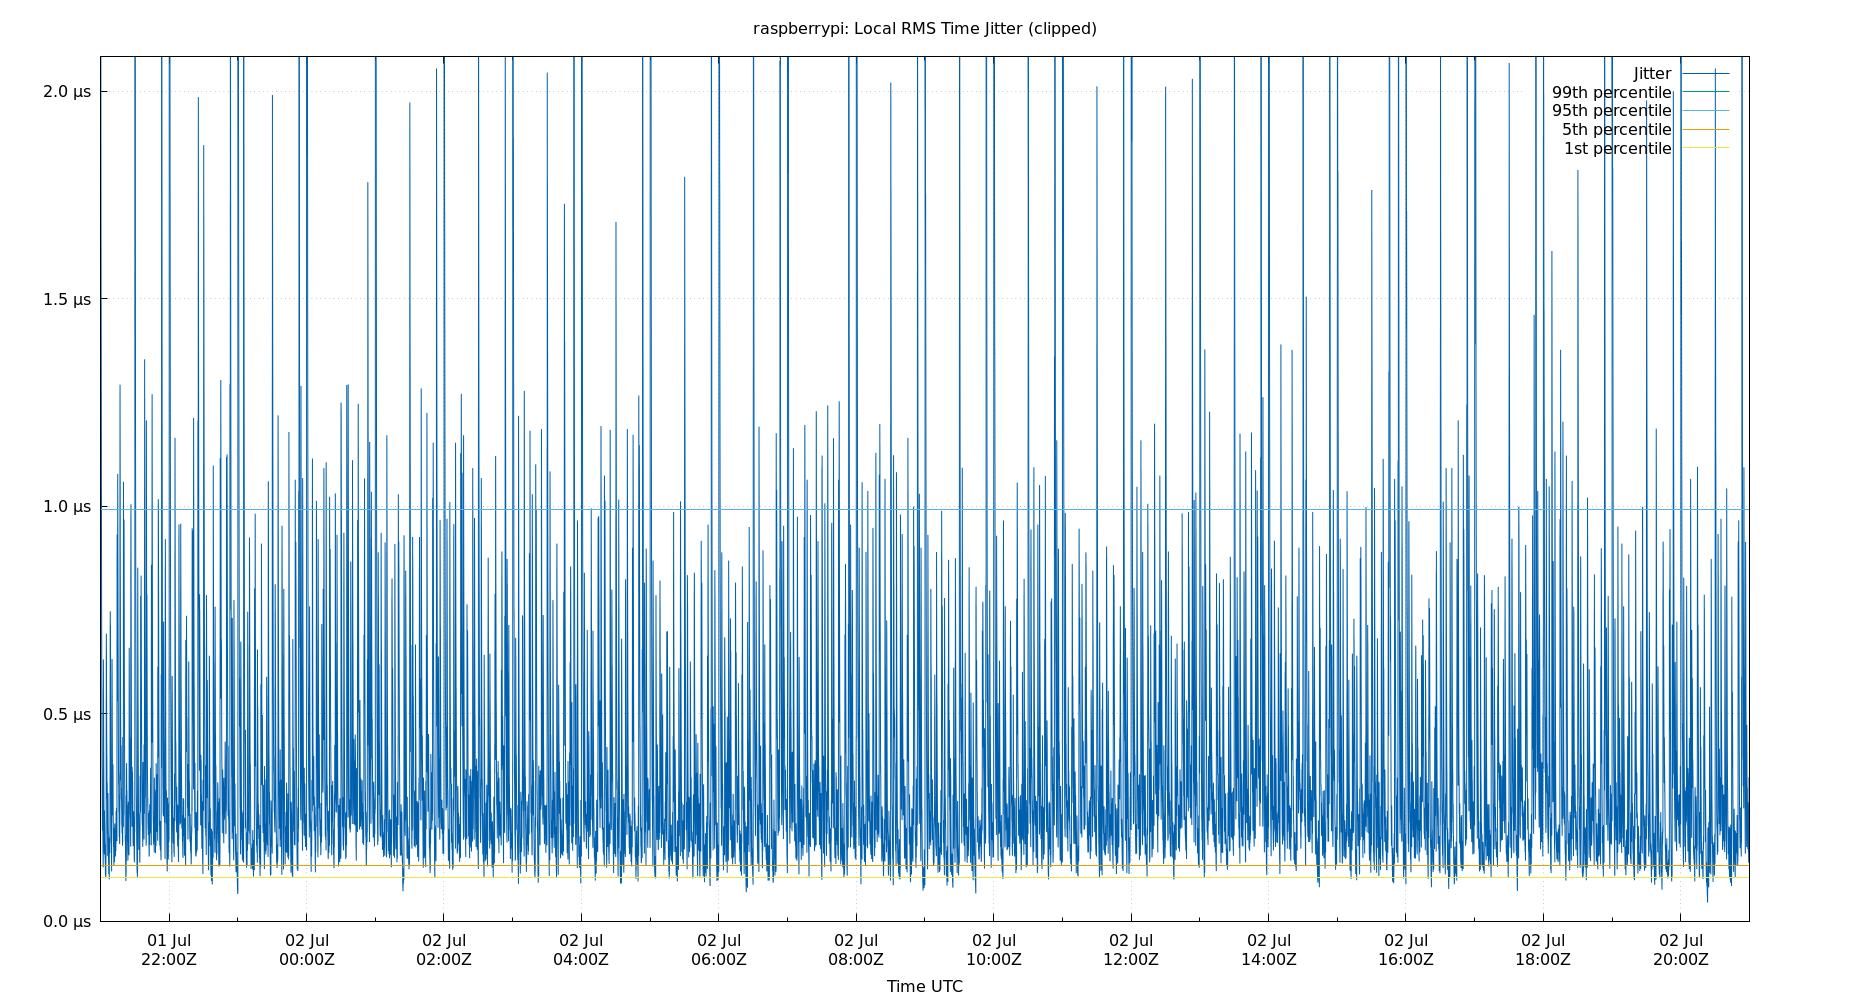 raspberrypi: Local RMS Time Jitter (clipped)
Jitter
99th percentile
95th percentile
5th percentile
1st percentile
2.0 µs
1.5 µs
1.0 µs
0.5 µs
0.0 µs
01 Jul 02 Jul 02 Jul 02 Jul 02 Jul 02 Jul 02 Jul 02 Jul 02 Jul 02 Jul 02 Jul 02 Jul
22:00Z 00:00Z 02:00Z 04:00Z 06:00Z 08:00Z 10:00Z 12:00Z 14:00Z 16:00Z 18:00Z 20:00Z
Time UTC